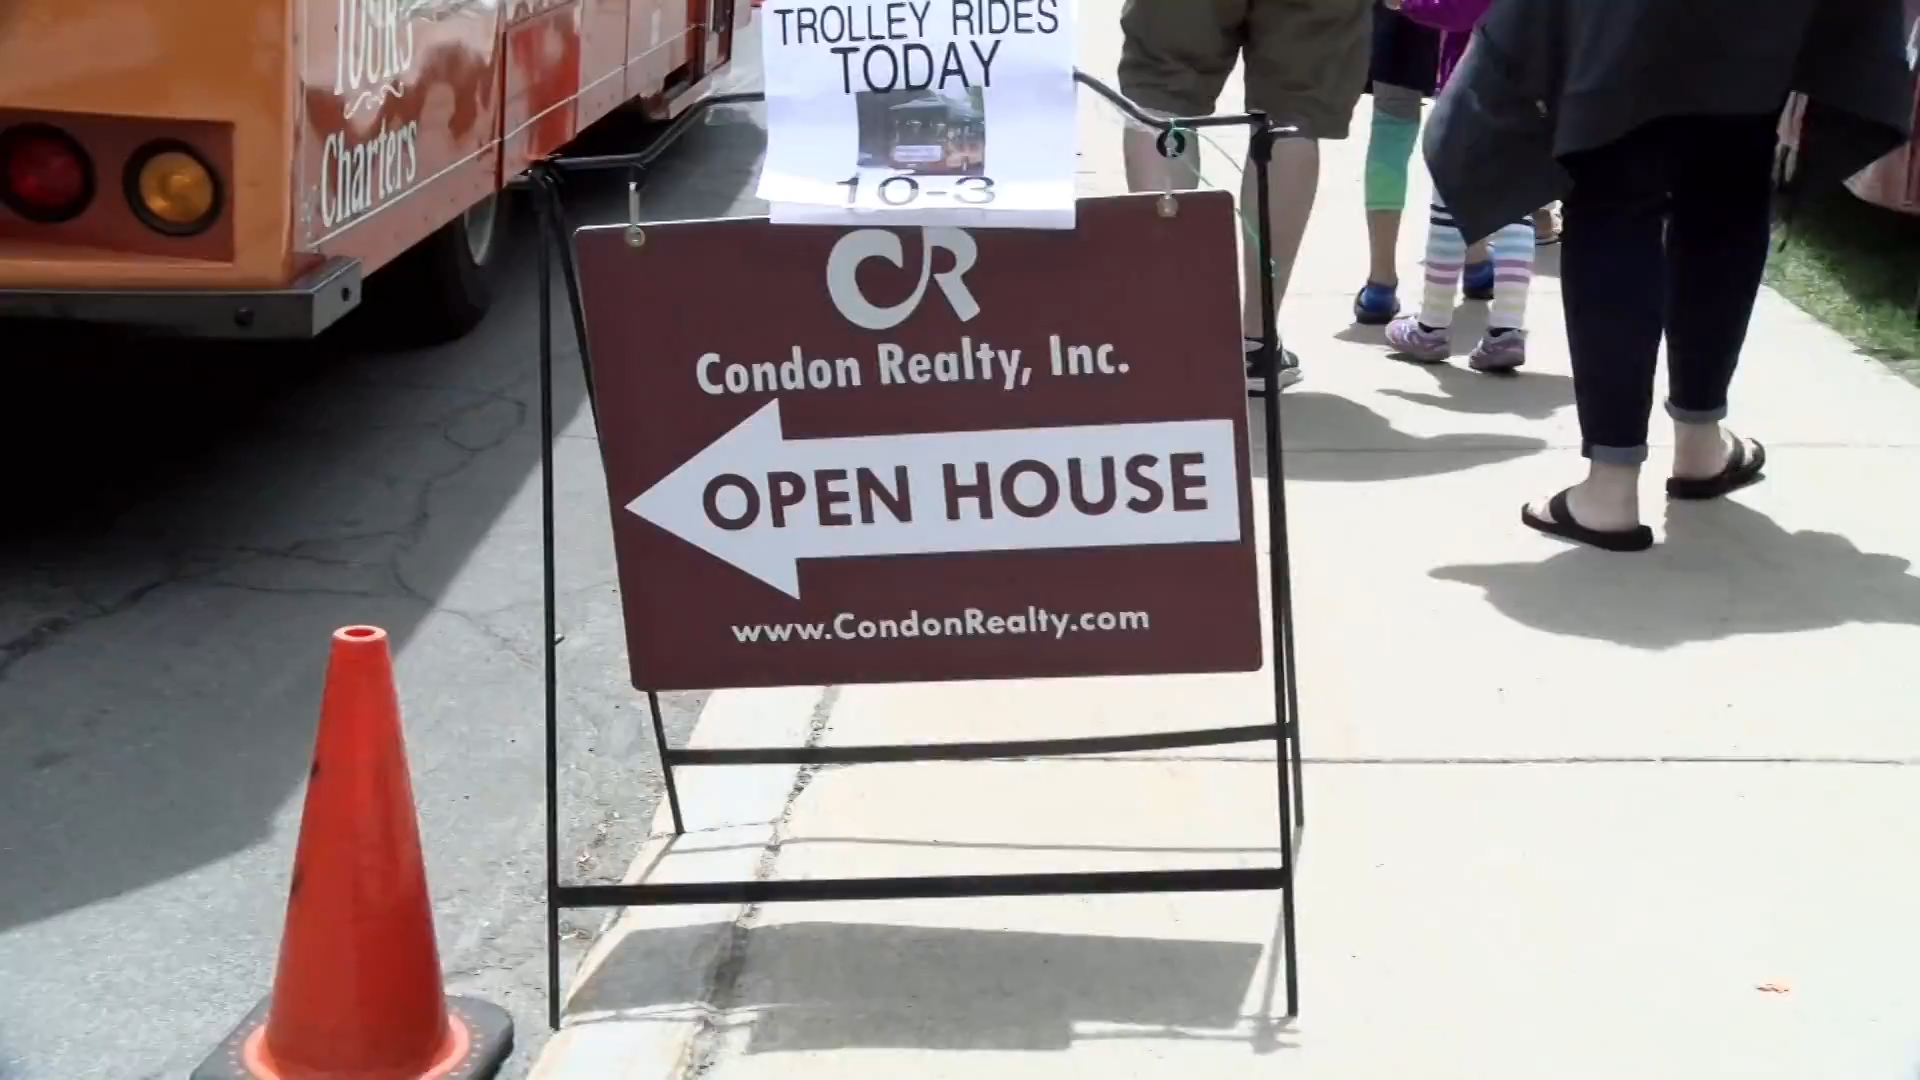 TOURS
Charters
TROLLEY RIDES
TODAY
10-3
CR
Condon Realty, Inc.
OPEN HOUSE
www.CondonRealty.com